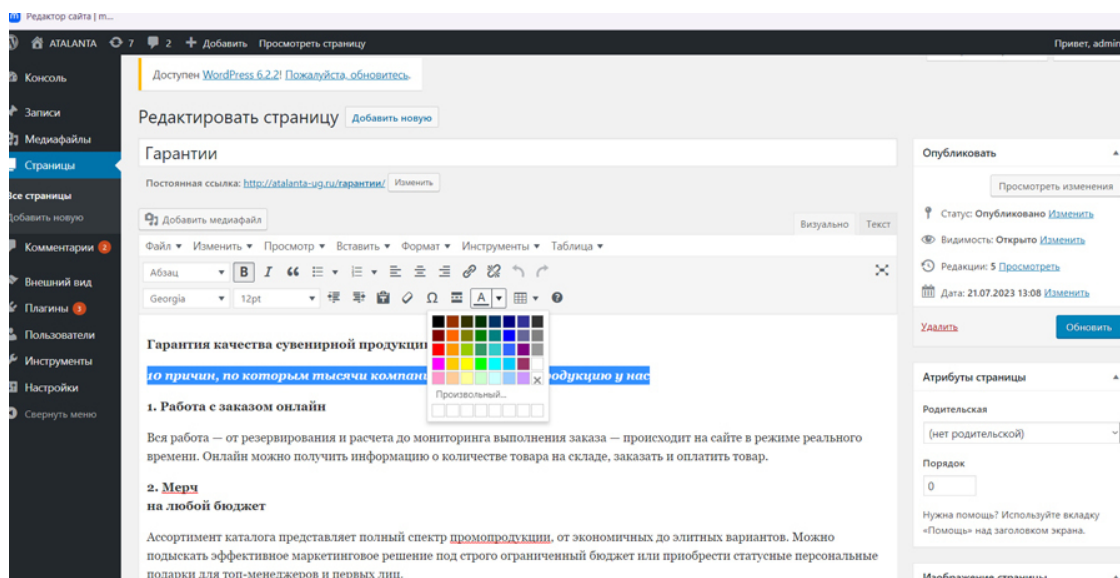 Редактор сайта | m...
ATALANTA 7 2 + Добавить Просмотреть страницу
Привет, admin
Консоль
Записи
Медиафайлы
Страницы
Все страницы
Добавить новую
Комментарии 2
Внешний вид
Плагины 3
Пользователи
Инструменты
Настройки
Свернуть меню
Доступен WordPress 6.2.2! Пожалуйста, обновитесь.
Редактировать страницу Добавить новую
Гарантии
Постоянная ссылка: http://atalanta-ug.ru/гарантии/ Изменить
Добавить медиафайл
Визуально Текст
Файл Изменить Просмотр Вставить Формат Инструменты Таблица
Абзац B I
Georgia 12pt Ω A
Произвольный...
Гарантия качества сувенирной продукции
10 причин, по которым тысячи компани
одукцию у нас
1. Работа с заказом онлайн
Вся работа — от резервирования и расчета до мониторинга выполнения заказа — происходит на сайте в режиме реального
времени. Онлайн можно получить информацию о количестве товара на складе, заказать и оплатить товар.
2. Мерч
на любой бюджет
Ассортимент каталога представляет полный спектр промопродукции, от экономичных до элитных вариантов. Можно
подыскать эффективное маркетинговое решение под строго ограниченный бюджет или приобрести статусные персональные
подарки для топ-менеджеров и первых лиц.
Опубликовать
Просмотреть изменения
Статус: Опубликовано Изменить
Видимость: Открыто Изменить
Редакции: 5 Просмотреть
Дата: 21.07.2023 13:08 Изменить
Удалить Обновить
Атрибуты страницы
Родительская
(нет родительской)
Порядок
0
Нужна помощь? Используйте вкладку
«Помощь» над заголовком экрана.
Изображение страницы